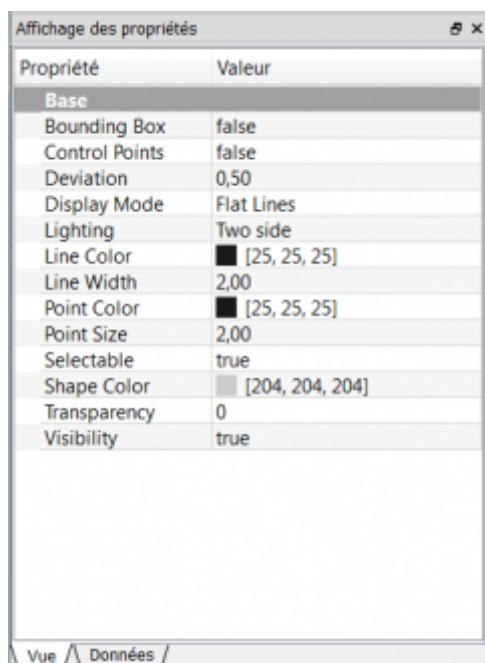 Affichage des propriétés
Propriété Valeur
Base
Bounding Box false
Control Points false
Deviation 0,50
Display Mode Flat Lines
Lighting Two side
Line Color [25, 25, 25]
Line Width 2,00
Point Color [25, 25, 25]
Point Size 2,00
Selectable true
Shape Color [204, 204, 204]
Transparency 0
Visibility true
Vue Données